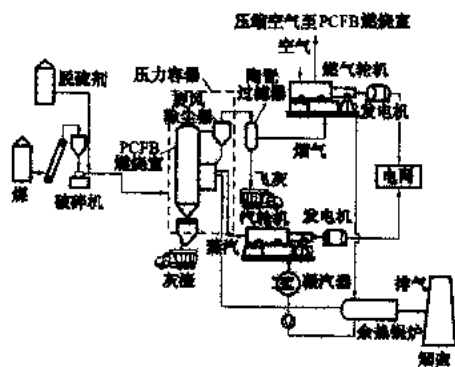 压缩空气至PCFB燃烧室
空气
脱硫剂
压力容器
陶瓷
过滤器
燃气轮机
旋风
除尘器
发电机
PCFB
燃烧室
烟气
电网
煤
破碎机
飞灰
汽轮机
发电机
蒸汽
灰渣
凝汽器
排气
余热锅炉
烟囱